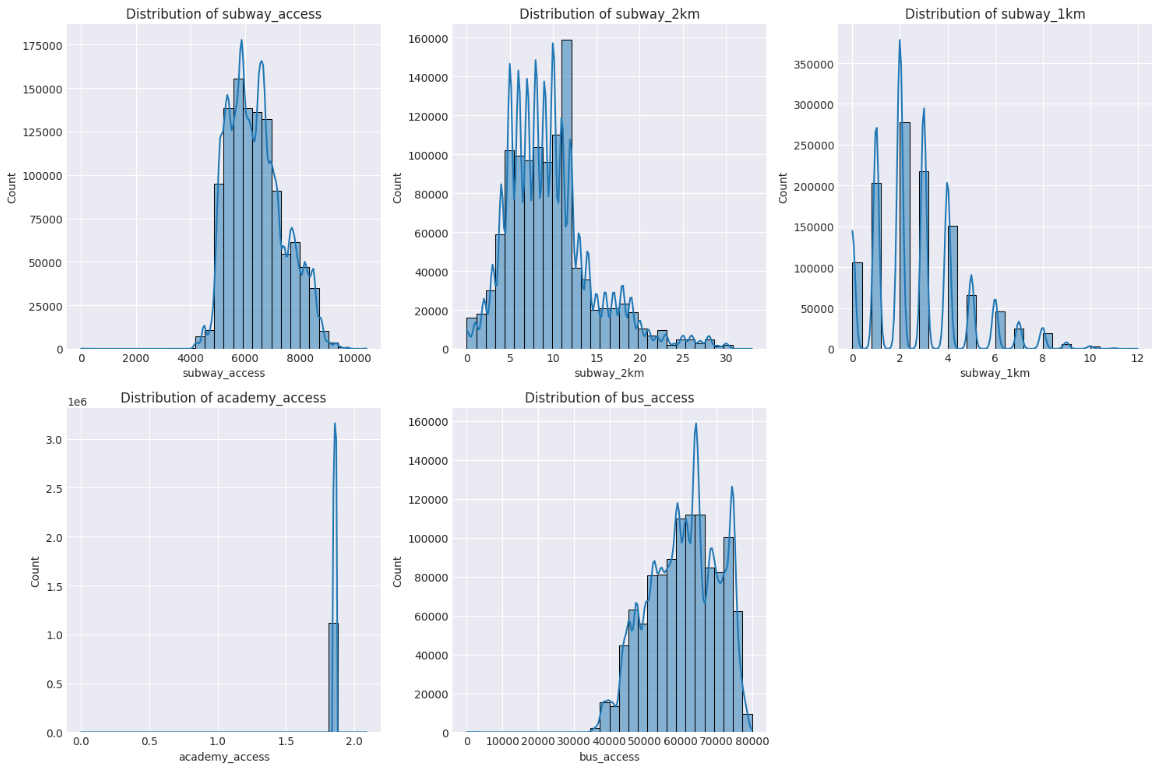 Distribution of subway_access
Count
175000
150000
125000
100000
75000
50000
25000
0
0 2000 4000 6000 8000 10000
subway_access
Distribution of subway_2km
Count
160000
140000
120000
100000
80000
60000
40000
20000
0
0 5 10 15 20 25 30
subway_2km
Distribution of subway_1km
Count
350000
300000
250000
200000
150000
100000
50000
0
0 2 4 6 8 10 12
subway_1km
Distribution of academy_access
1e6
Count
3.0
2.5
2.0
1.5
1.0
0.5
0.0
0.0 0.5 1.0 1.5 2.0
academy_access
Distribution of bus_access
Count
160000
140000
120000
100000
80000
60000
40000
20000
0
0 10000 20000 30000 40000 50000 60000 70000 80000
bus_access